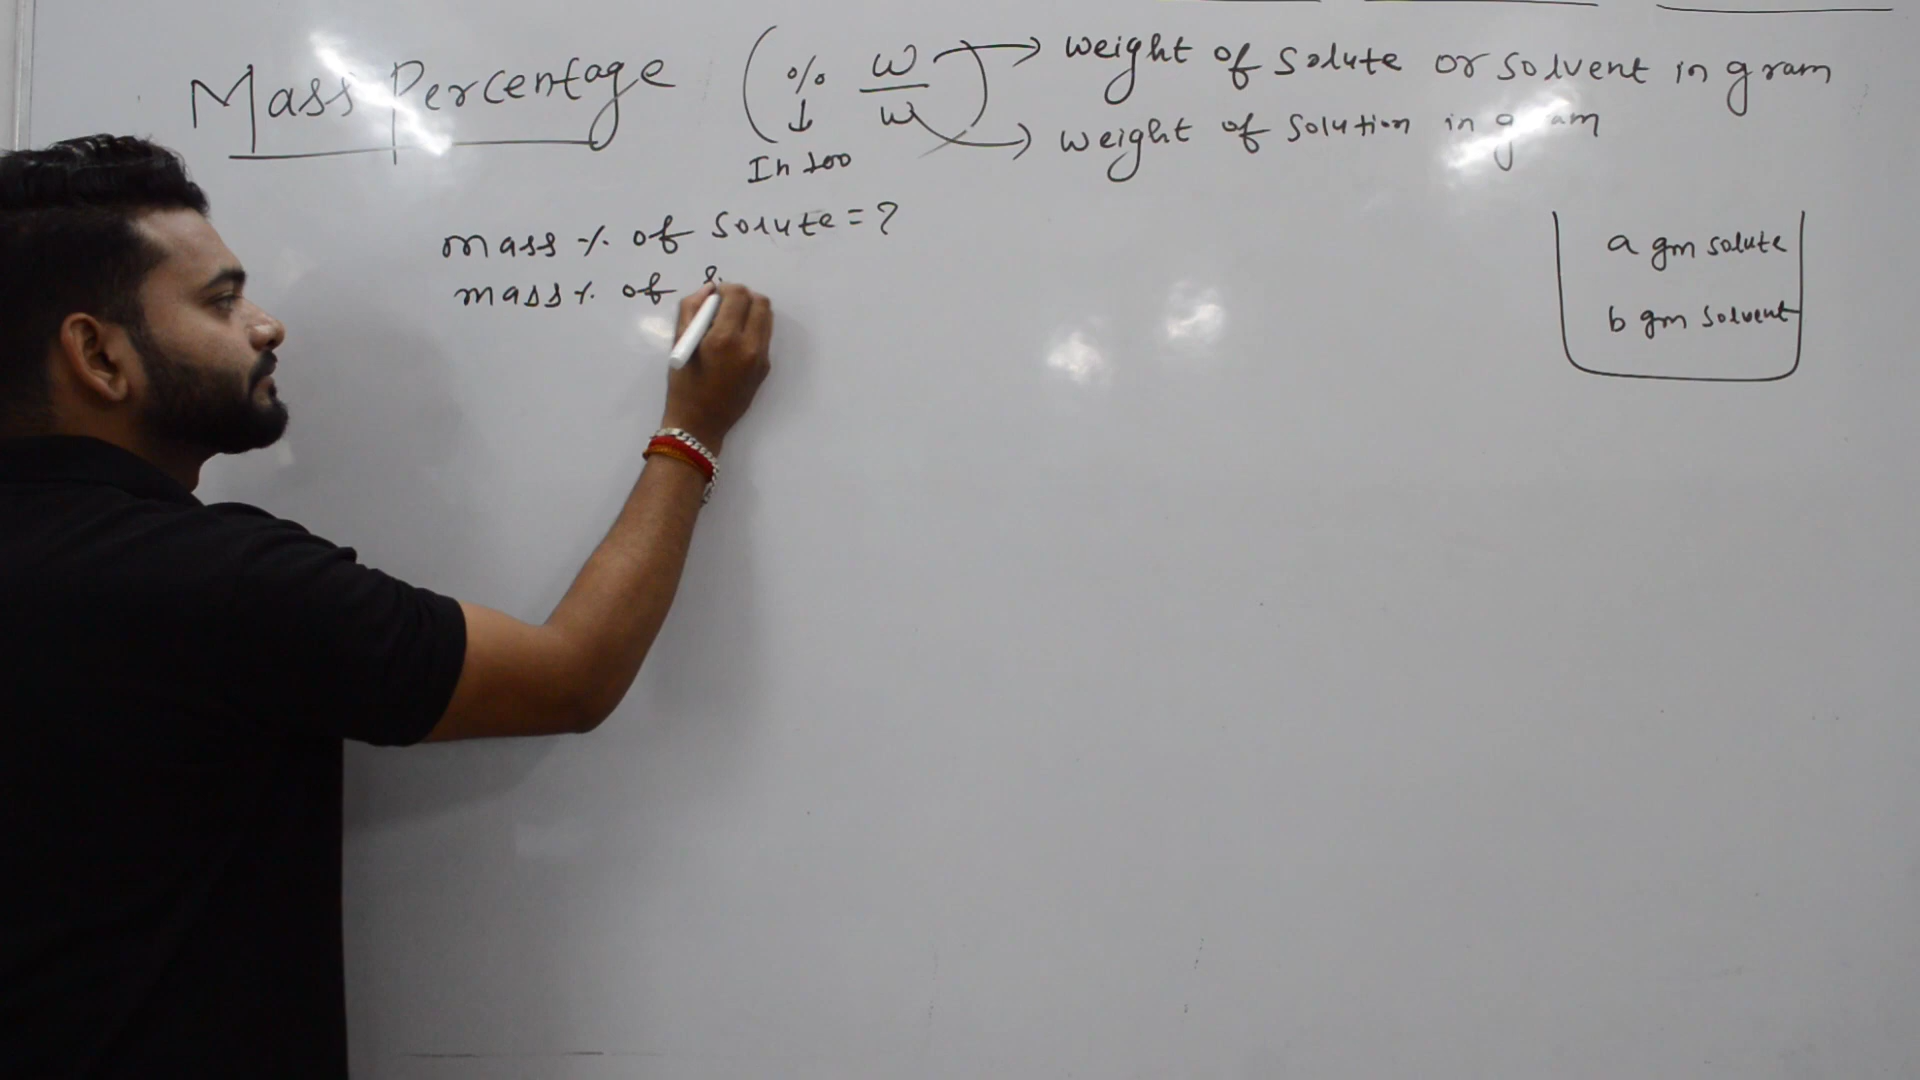 Mass Percentage (% w/w) → weight of solute or solvent in gram
→ weight of solution in gram
↓
In 100
mass % of solute = ?
mass % of
a gm solute
b gm solvent